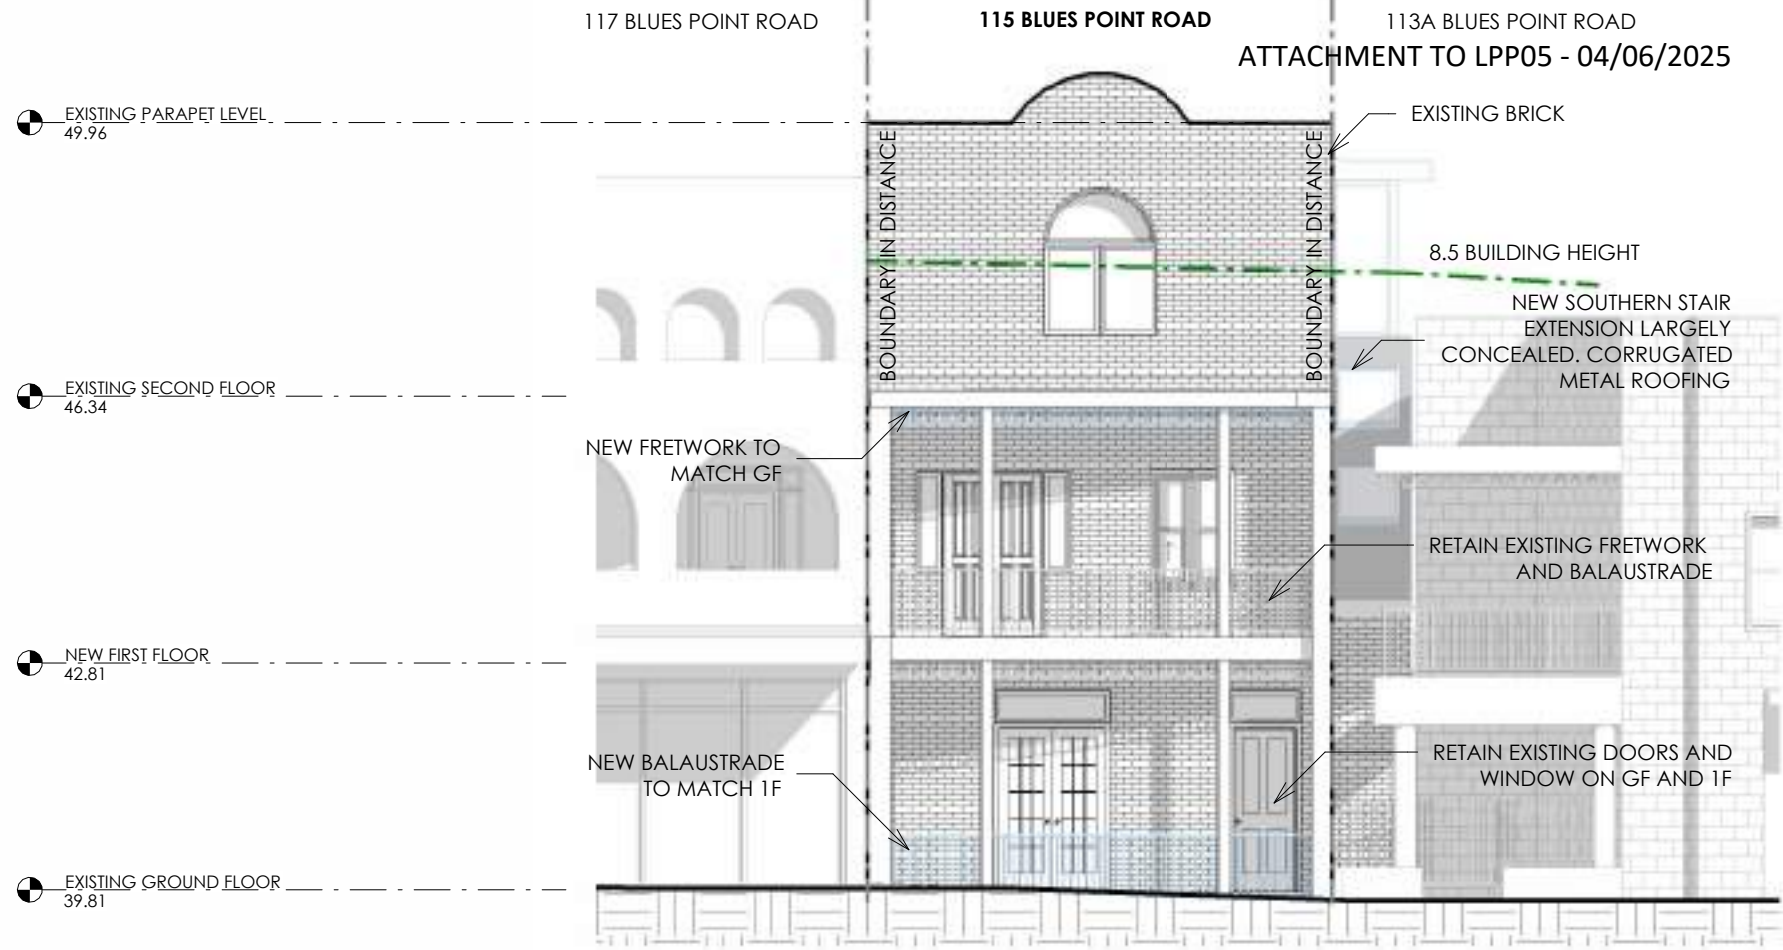 117 BLUES POINT ROAD
115 BLUES POINT ROAD
113A BLUES POINT ROAD
ATTACHMENT TO LPP05 - 04/06/2025
EXISTING PARAPET LEVEL
49.96
EXISTING BRICK
BOUNDARY IN DISTANCE
BOUNDARY IN DISTANCE
8.5 BUILDING HEIGHT
NEW SOUTHERN STAIR
EXTENSION LARGELY
CONCEALED. CORRUGATED
METAL ROOFING
EXISTING SECOND FLOOR
46.34
NEW FRETWORK TO
MATCH GF
RETAIN EXISTING FRETWORK
AND BALAUSTRADE
NEW FIRST FLOOR
42.81
NEW BALAUSTRADE
TO MATCH 1F
RETAIN EXISTING DOORS AND
WINDOW ON GF AND 1F
EXISTING GROUND FLOOR
39.81